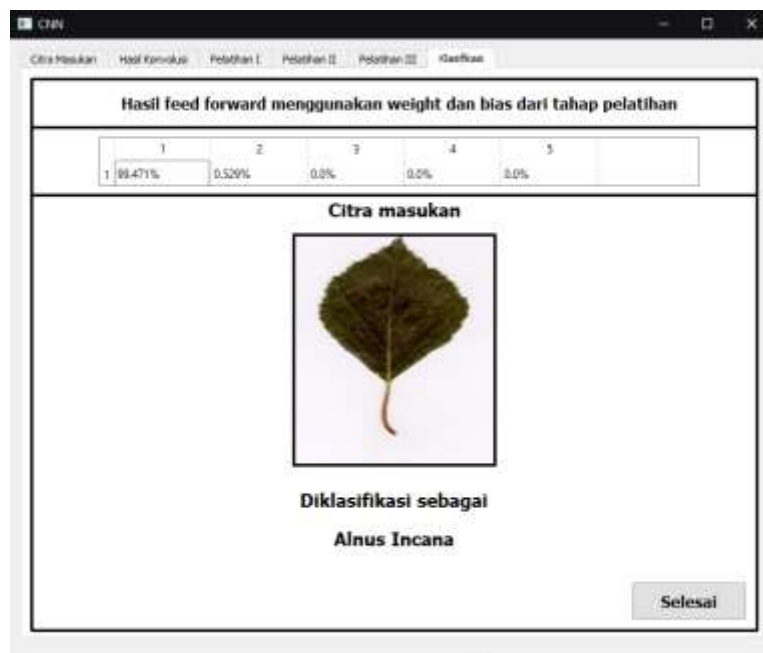 CNN
Citra Masukan Hasil Konvolusi Pelatihan I Pelatihan II Pelatihan III Klasifikasi
Hasil feed forward menggunakan weight dan bias dari tahap pelatihan
1 2 3 4 5
1 99.471% 0.529% 0.0% 0.0% 0.0%
Citra masukan
Diklasifikasi sebagai
Alnus Incana
Selesai